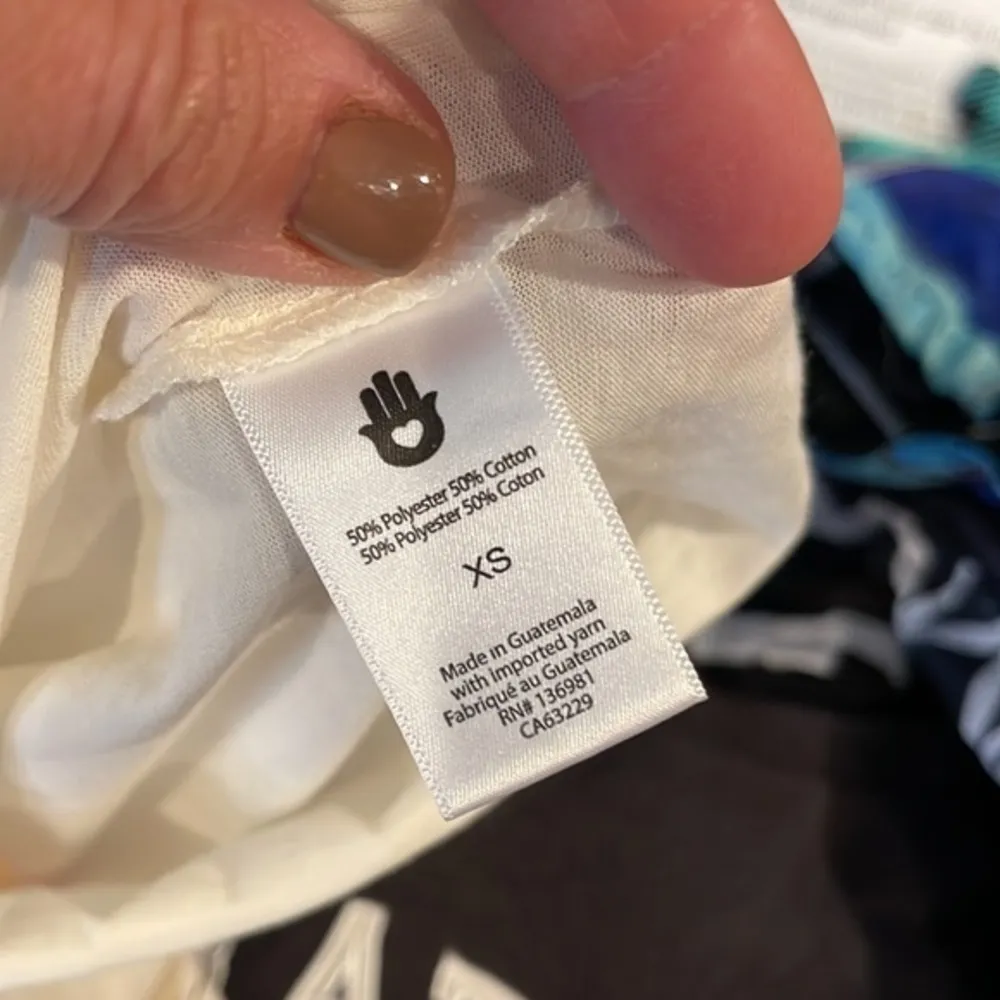 50% Polyester 50% Cotton
50% Polyester 50% Coton
XS
Made in Guatemala
with imported yarn
Fabriqué au Guatemala
RN# 136981
CA63229